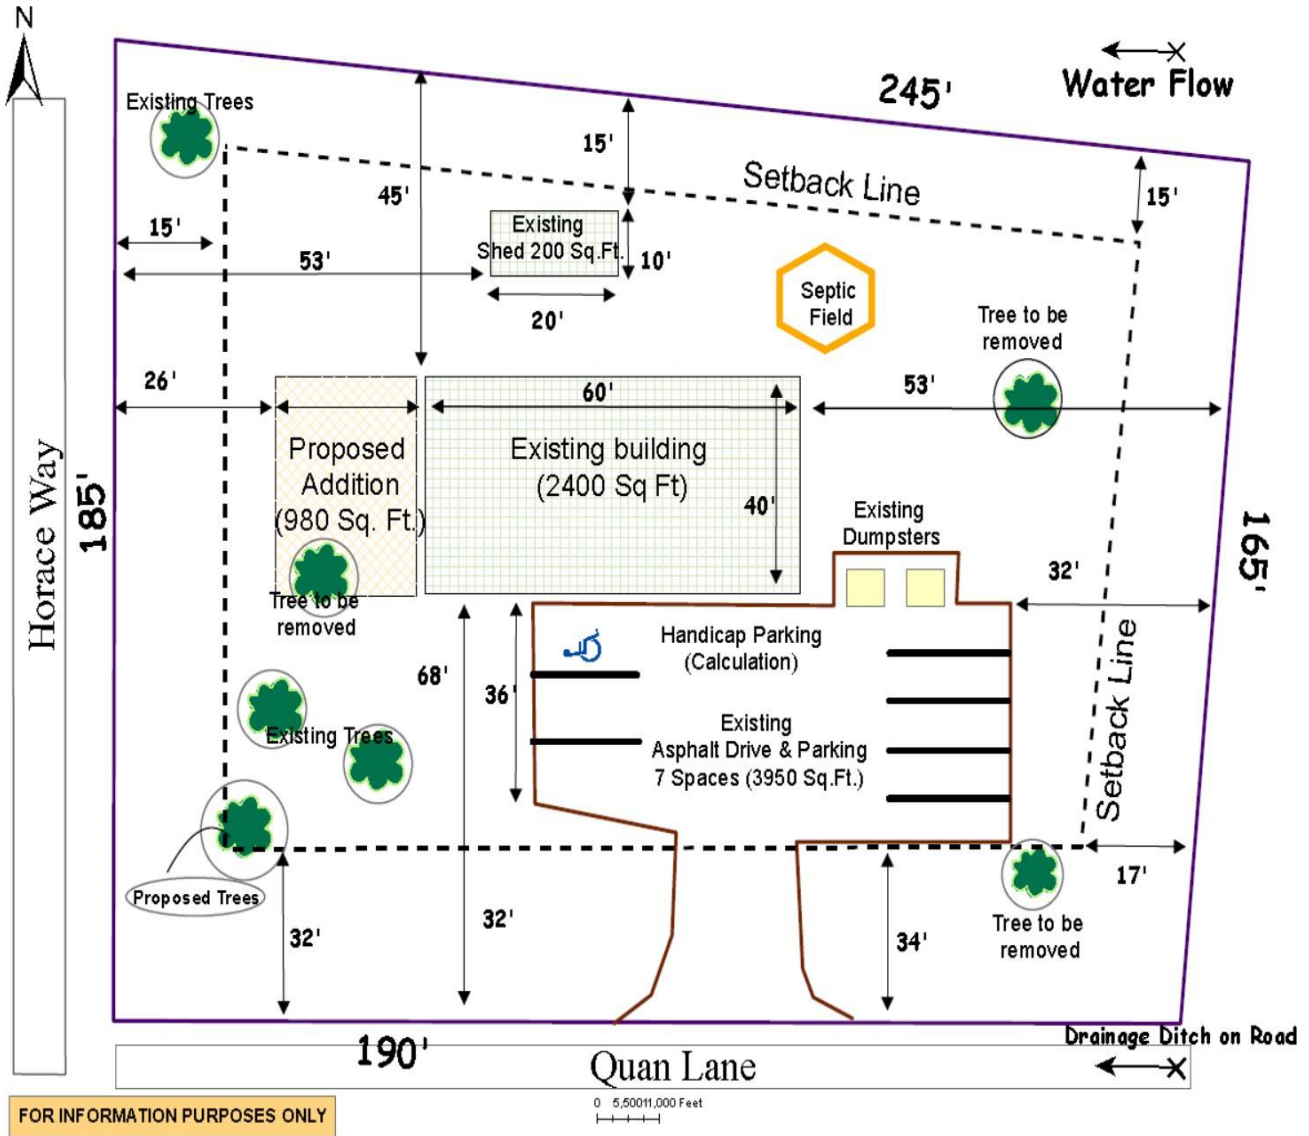 N
Water Flow
245'
Existing Trees
15'
Setback Line
45'
15'
15'
Existing
Shed 200 Sq.Ft.
10'
53'
20'
Septic
Field
Tree to be
removed
26'
60'
53'
Proposed
Addition
(980 Sq. Ft.)
Existing building
(2400 Sq Ft)
40'
Existing
Dumpsters
Horace Way
185'
165'
32'
Tree to be
removed
Handicap Parking
(Calculation)
68'
36'
Setback Line
Existing Trees
Existing
Asphalt Drive & Parking
7 Spaces (3950 Sq.Ft.)
Proposed Trees
17'
32'
32'
34'
Tree to be
removed
190'
Quan Lane
Drainage Ditch on Road
0 5,50011,000 Feet
FOR INFORMATION PURPOSES ONLY